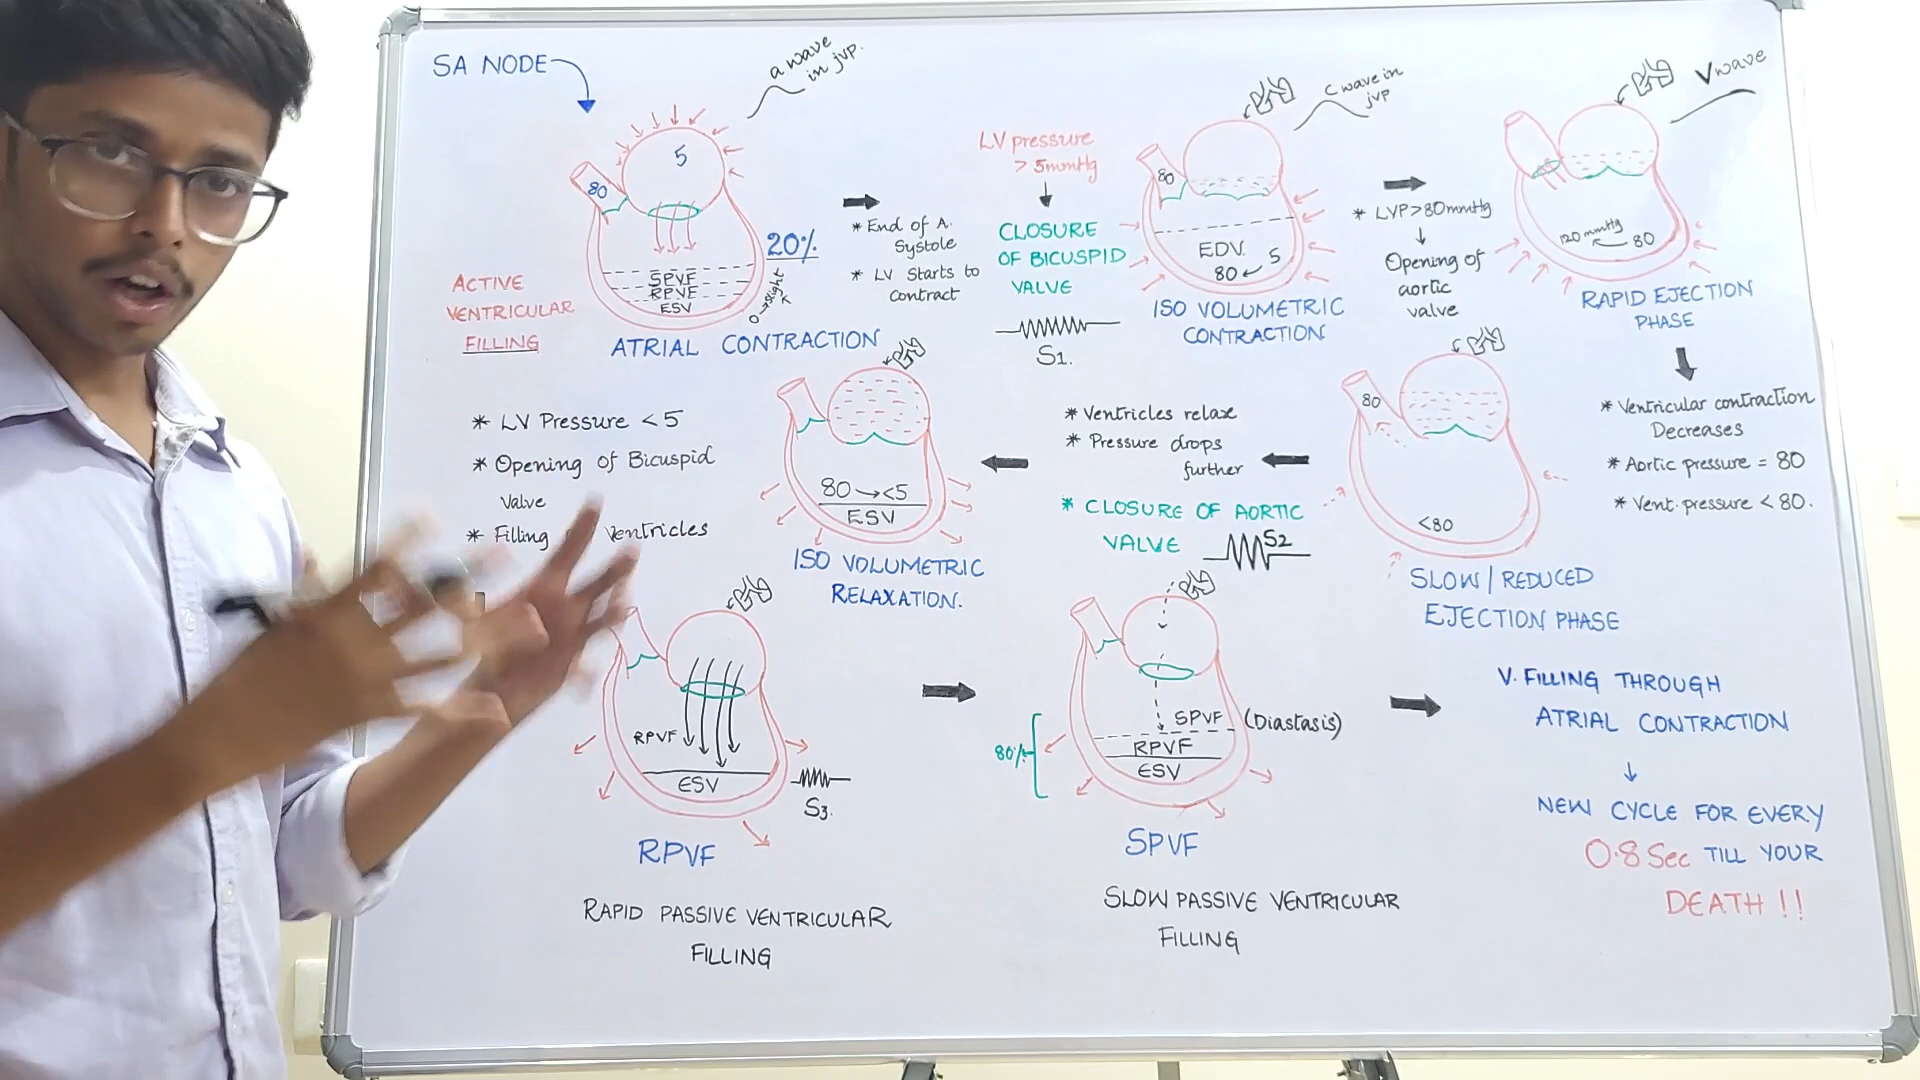 SA NODE
a wave
in jvp.
5
80
20%
SPVF
RPVF
ESV
0→slight ↑
ACTIVE
VENTRICULAR
FILLING
ATRIAL CONTRACTION
* End of A.
Systole
* LV Starts to
Contract
LV pressure
> 5mmHg
CLOSURE
OF BICUSPID
VALVE
S1.
C wave in
jvp
80
EDV.
80 ← 5
ISO VOLUMETRIC
CONTRACTION
* LVP>80mmHg
Opening of
aortic
valve
V wave
120 mmHg ← 80
RAPID EJECTION
PHASE
* Ventricular contraction
Decreases
* Aortic pressure = 80
* Vent. pressure < 80.
80
<80
SLOW/REDUCED
EJECTION PHASE
* Ventricles relax
* Pressure drops
further
* CLOSURE OF AORTIC
VALVE
S2
80→<5
ESV
ISO VOLUMETRIC
RELAXATION.
* LV Pressure <5
* Opening of Bicuspid
Valve
* Filling
Ventricles
RPVF
ESV
S3.
RPVF
RAPID PASSIVE VENTRICULAR
FILLING
80%
SPVF (Diastasis)
RPVF
ESV
SPVF
SLOW PASSIVE VENTRICULAR
FILLING
V. FILLING THROUGH
ATRIAL CONTRACTION
NEW CYCLE FOR EVERY
0.8 Sec TILL YOUR
DEATH !!